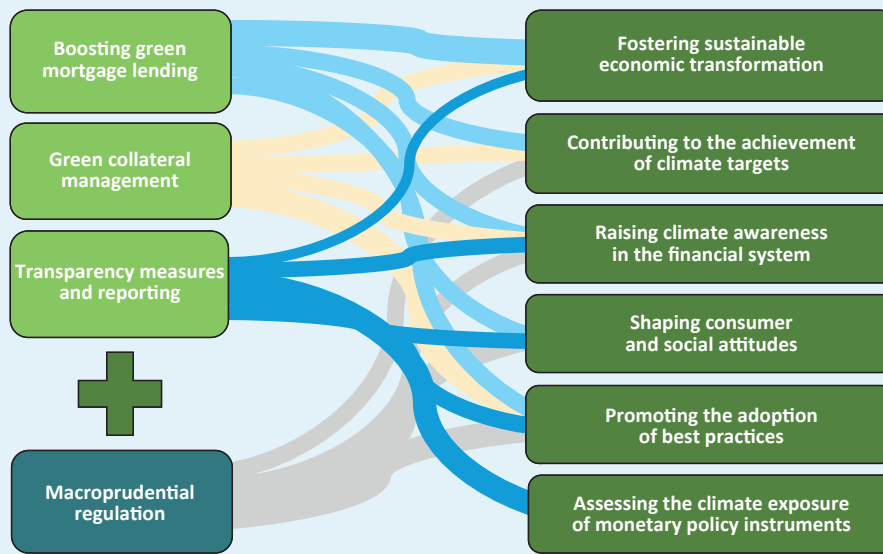 Boosting green
mortgage lending
Green collateral
management
Transparency measures
and reporting
Macroprudential
regulation
Fostering sustainable
economic transformation
Contributing to the achievement
of climate targets
Raising climate awareness
in the financial system
Shaping consumer
and social attitudes
Promoting the adoption
of best practices
Assessing the climate exposure
of monetary policy instruments